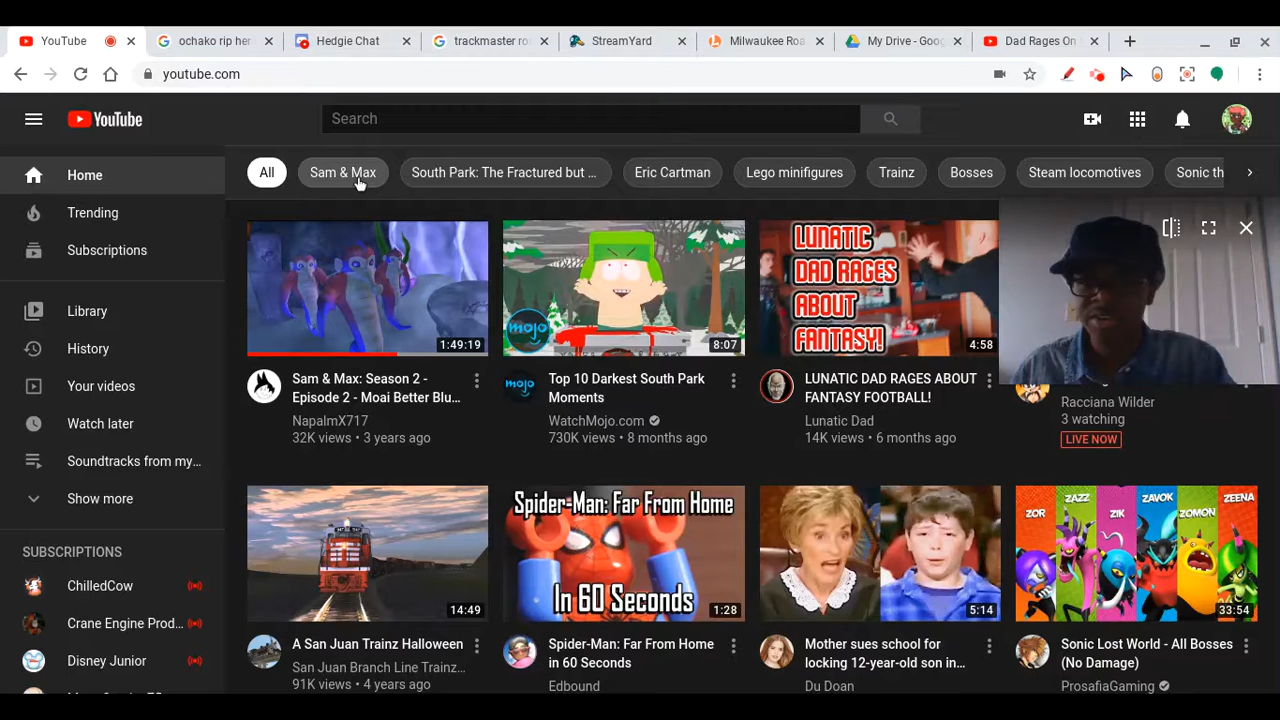 YouTube
ochako rip her
Hedgie Chat
trackmaster ro
StreamYard
Milwaukee Roa
My Drive - Goog
Dad Rages On
youtube.com
YouTube
Search
Home
Trending
Subscriptions
Library
History
Your videos
Watch later
Soundtracks from my...
Show more
SUBSCRIPTIONS
ChilledCow
Crane Engine Prod...
Disney Junior
All
Sam & Max
South Park: The Fractured but ...
Eric Cartman
Lego minifigures
Trainz
Bosses
Steam locomotives
Sonic th
1:49:19
Sam & Max: Season 2 -
Episode 2 - Moai Better Blu...
NapalmX717
32K views • 3 years ago
mojo
8:07
mojo
Top 10 Darkest South Park
Moments
WatchMojo.com
730K views • 8 months ago
LUNATIC
DAD RAGES
ABOUT
FANTASY!
4:58
LUNATIC DAD RAGES ABOUT
FANTASY FOOTBALL!
Lunatic Dad
14K views • 6 months ago
Racciana Wilder
3 watching
LIVE NOW
14:49
A San Juan Trainz Halloween
San Juan Branch Line Trainz...
91K views • 4 years ago
Spider-Man: Far From Home
In 60 Seconds
1:28
Spider-Man: Far From Home
in 60 Seconds
Edbound
5:14
Mother sues school for
locking 12-year-old son in...
Du Doan
ZOR
ZAZZ
ZIK
ZAVOK
ZOMOM
ZEENA
33:54
Sonic Lost World - All Bosses
(No Damage)
ProsafiaGaming